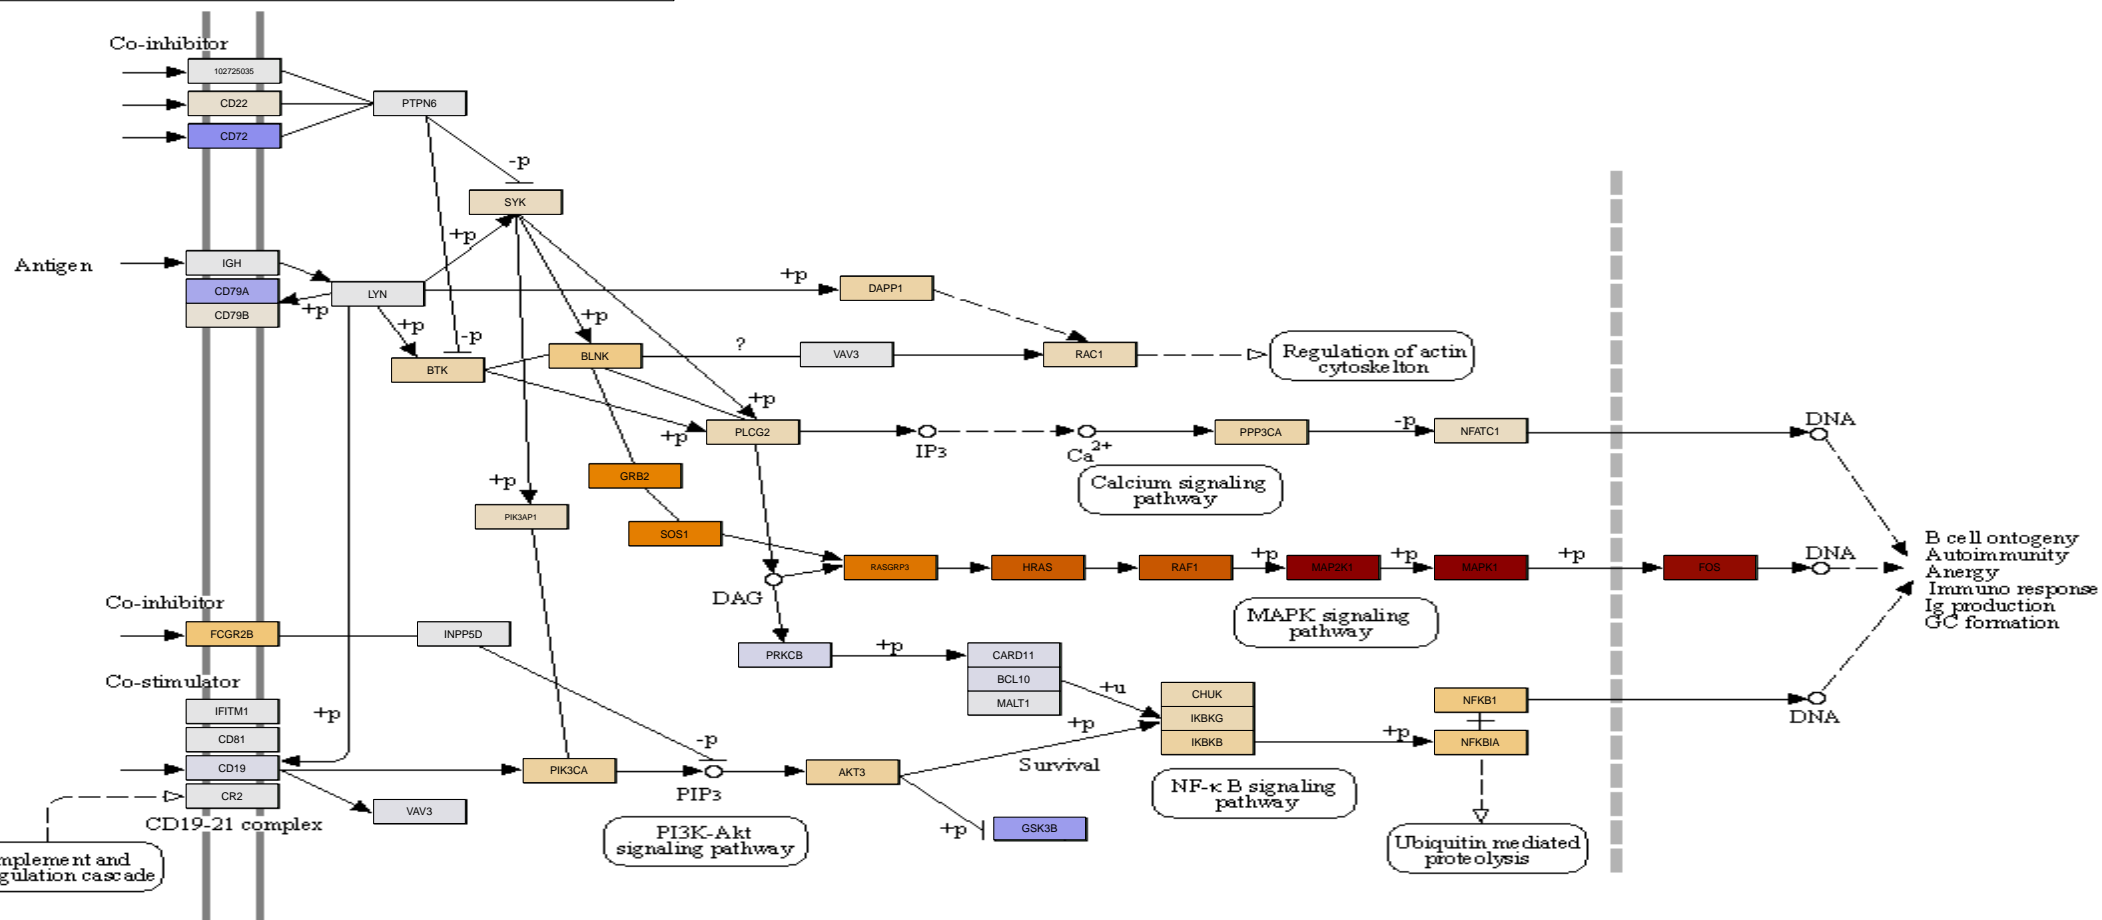 Co-inhibitor
102725035
CD22
CD72
PTPN6
-p
SYK
+p
Antigen
IGH
CD79A
CD79B
LYN
+p
+p
-p
+p
DAPP1
+p
BTK
BLNK
?
VAV3
RAC1
Regulation of actin
cytoskelton
+p
+p
PLCG2
IP3
Ca2+
PPP3CA
-p
NFATC1
DNA
Calcium signaling
pathway
GRB2
+p
PIK3AP1
SOS1
DAG
RASGRP3
HRAS
RAF1
+p
MAP2K1
+p
MAPK1
+p
FOS
DNA
B cell ontogeny
Autoimmunity
Anergy
Immuno response
Ig production
GC formation
MAPK signaling
pathway
Co-inhibitor
FCGR2B
INPP5D
PRKCB
+p
CARD11
BCL10
MALT1
+u
+p
CHUK
IKBKG
IKBKB
+p
NFKB1
NFKBIA
DNA
Co-stimulator
IFITM1
CD81
CD19
CR2
+p
CD19-21 complex
VAV3
PIK3CA
-p
PIP3
AKT3
Survival
+p
GSK3B
PI3K-Akt
signaling pathway
NF-κ B signaling
pathway
Ubiquitin mediated
proteolysis
mplement and
gulation cascade